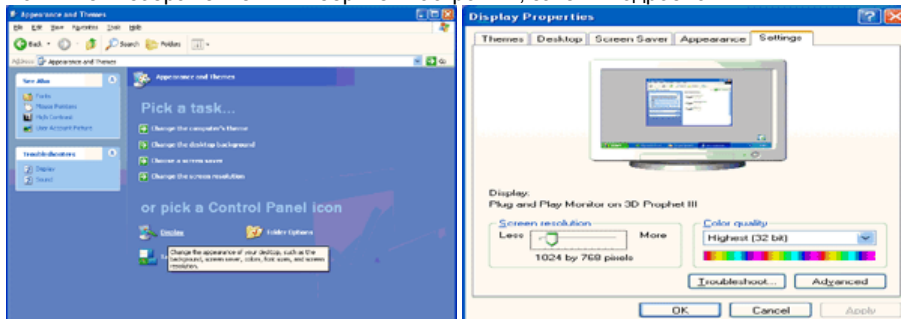 Appearance and Themes
File Edit View Favorites Tools Help
Back Search Folders
Address Appearance and Themes Go
See Also
Fonts
Mouse Pointers
High Contrast
User Account Picture
Troubleshooters
Display
Sound
Appearance and Themes
Pick a task...
Change the computer's theme
Change the desktop background
Choose a screen saver
Change the screen resolution
or pick a Control Panel icon
Display Folder Options
Change the appearance of your desktop, such as the
background, screen saver, colors, font sizes, and screen
resolution.
Display Properties
Themes Desktop Screen Saver Appearance Settings
Display:
Plug and Play Monitor on 3D Prophet III
Screen resolution
Less More
1024 by 768 pixels
Color quality
Highest (32 bit)
Troubleshoot... Advanced
OK Cancel Apply